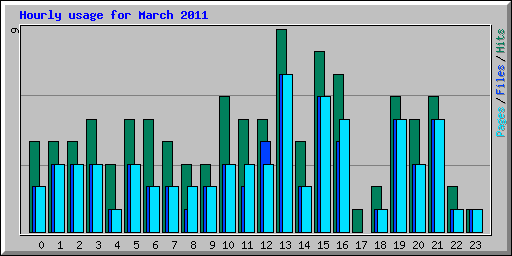 Hourly usage for March 2011
9
Pages/Files/Hits
0 1 2 3 4 5 6 7 8 9 10 11 12 13 14 15 16 17 18 19 20 21 22 23